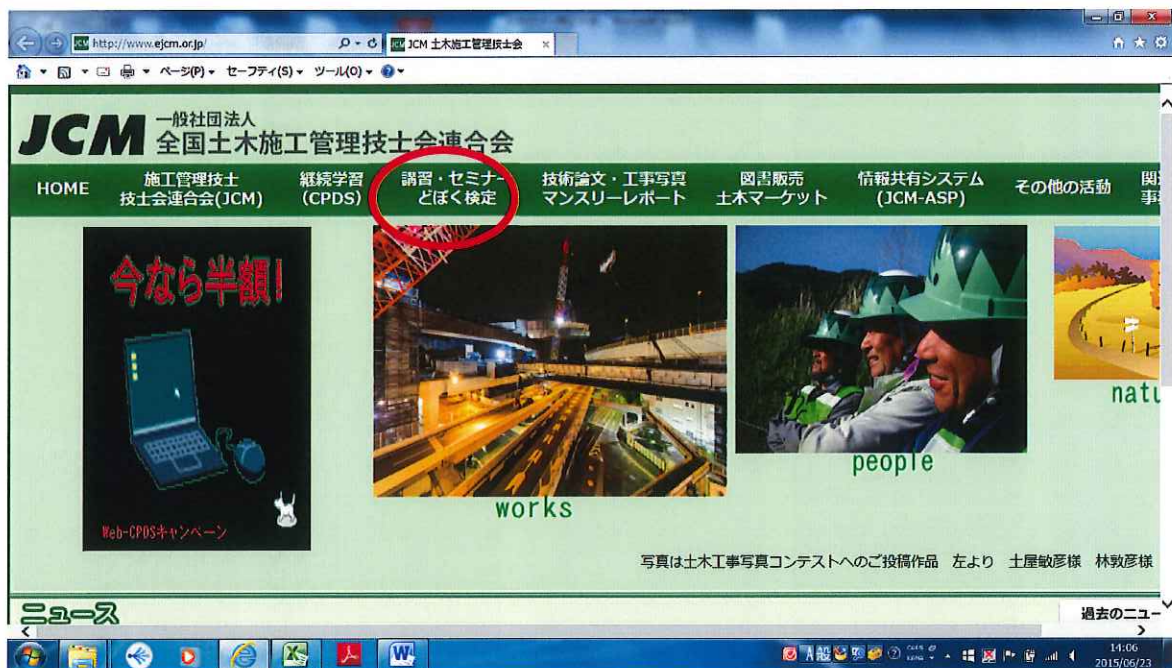 http://www.ejcm.or.jp/
JCM 土木施工管理技士会
ページ(P) セーフティ(S) ツール(O)
JCM 一般社団法人
全国土木施工管理技士会連合会
HOME
施工管理技士
技士会連合会(JCM)
継続学習
(CPDS)
講習・セミナー
どぼく検定
技術論文・工事写真
マンスリーレポート
図書販売
土木マーケット
情報共有システム
(JCM-ASP)
その他の活動
今なら半額!
Web-CPDSキャンペーン
works
people
natu
写真は土木工事写真コンテストへのご投稿作品 左より 土屋敏彦様 林敦彦様
ニュース
過去のニュー
A 般
14:06
2015/06/23